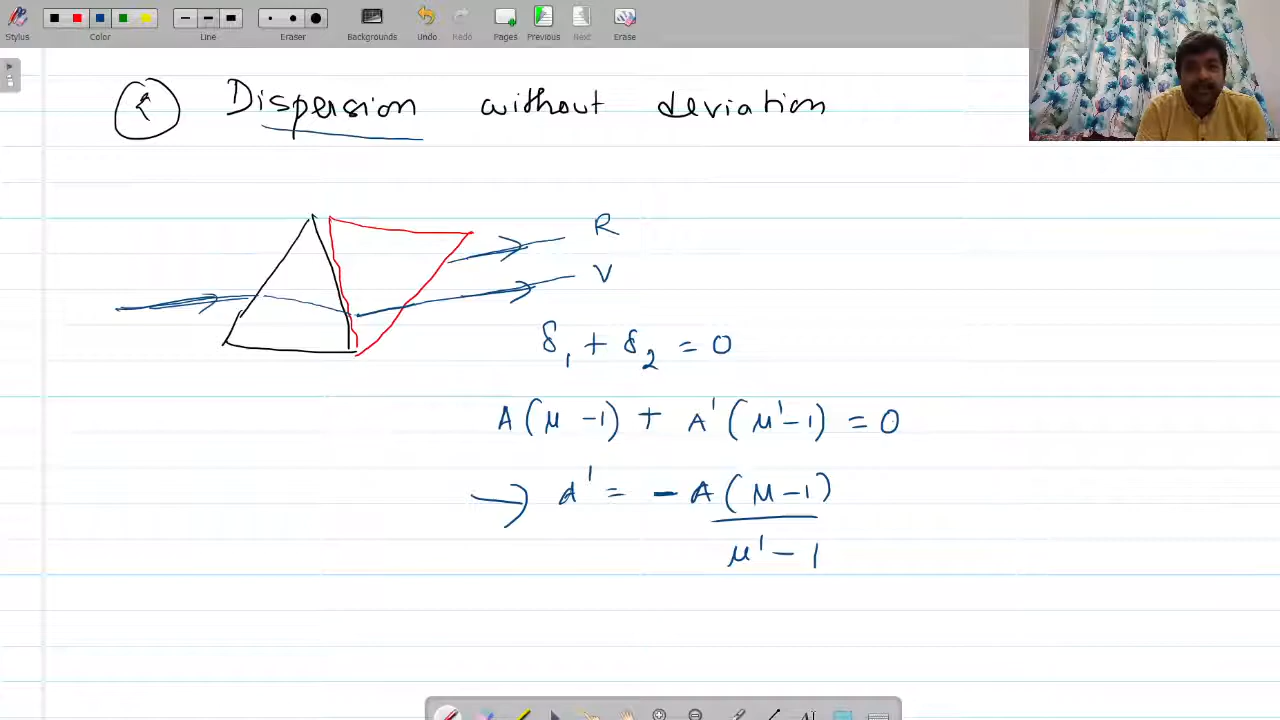 Stylus Color Line Eraser Backgrounds Undo Redo Pages Previous Next Erase
Dispersion without deviation
R
V
δ₁ + δ₂ = 0
A(μ -1) + A'(μ'-1) = 0
→ A' = -A(μ-1)
μ'-1